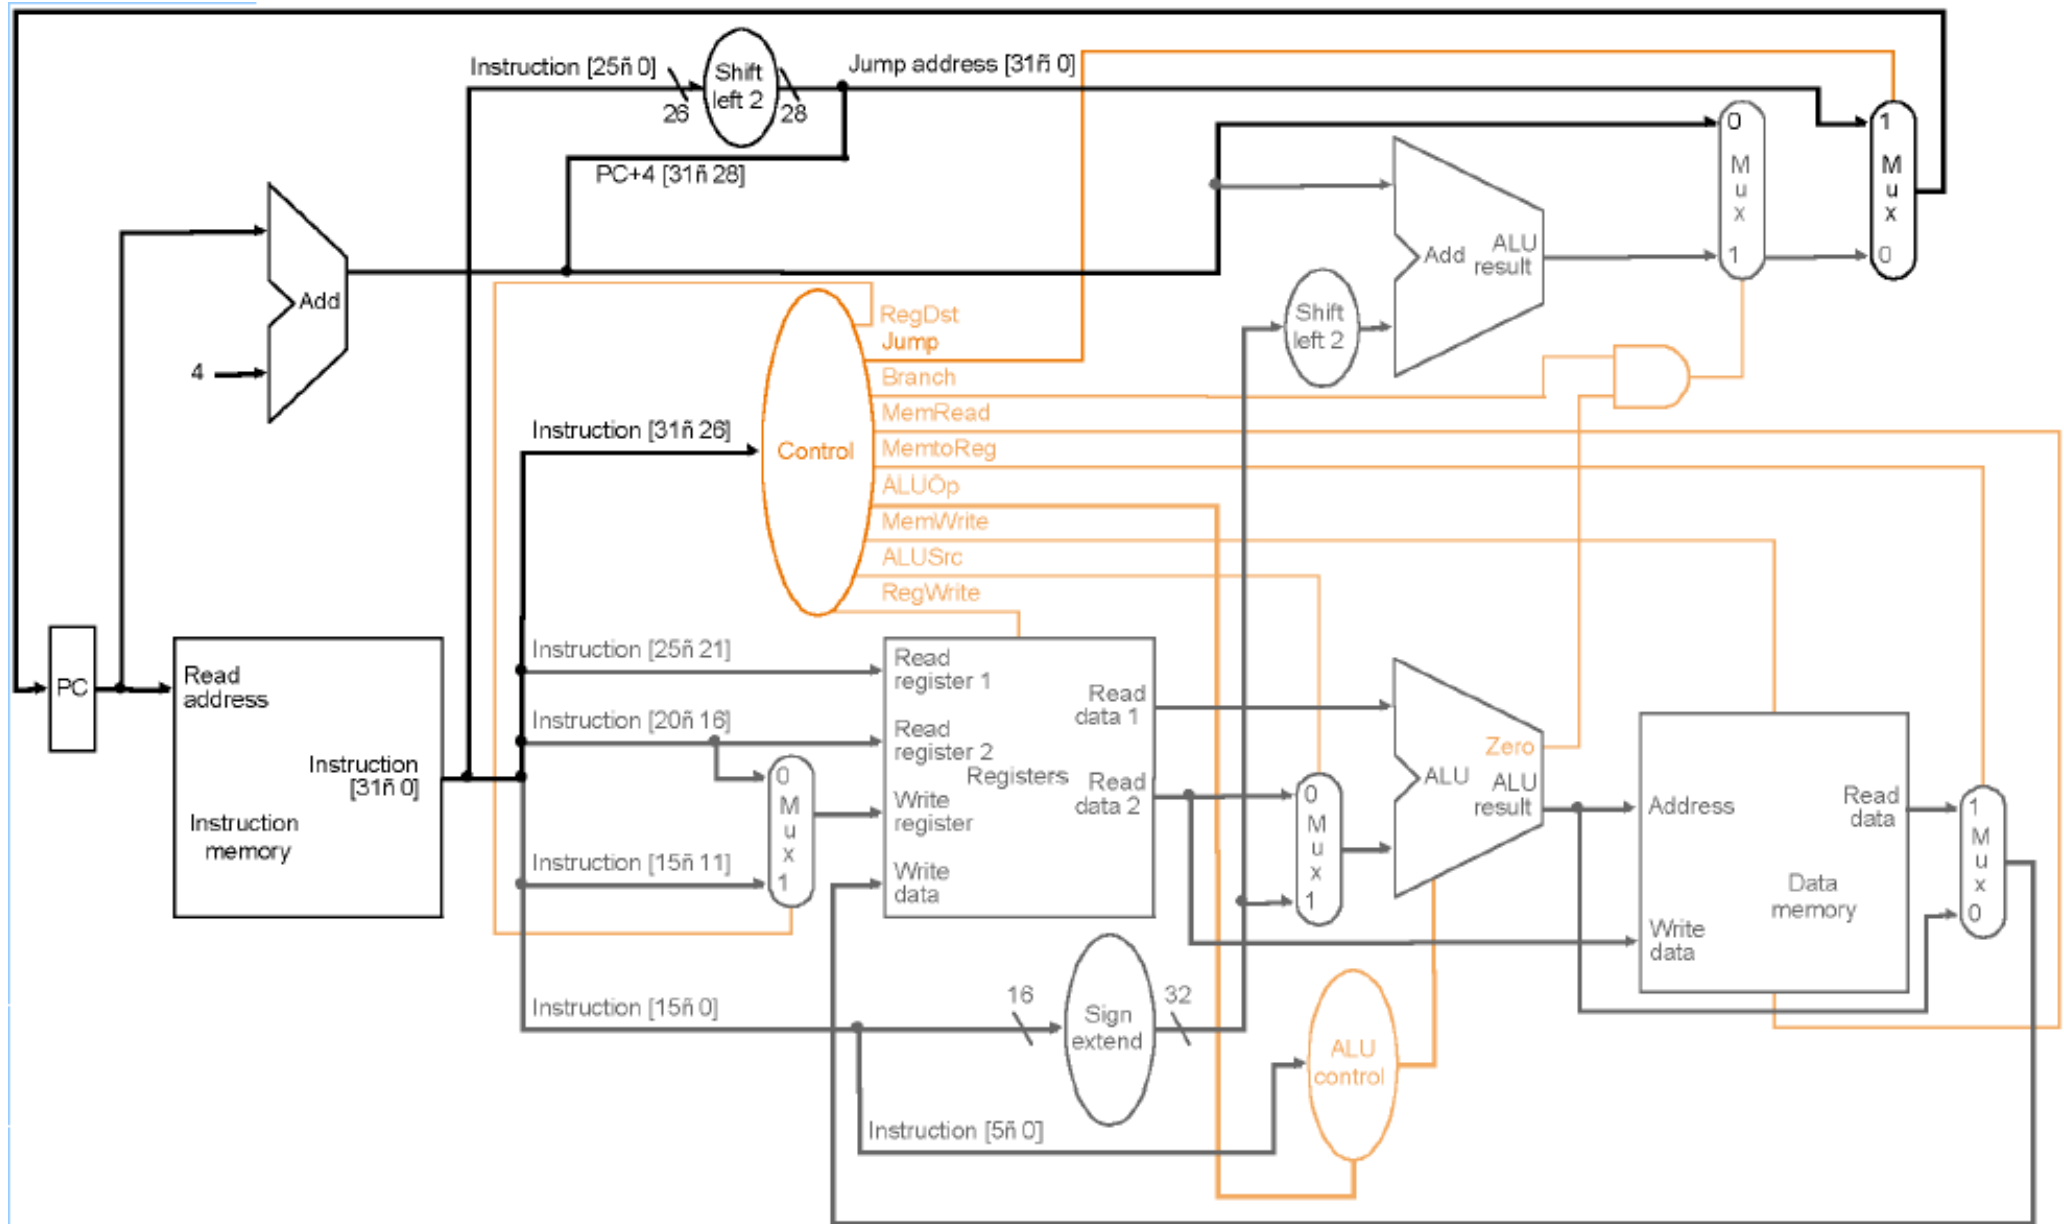 Instruction [25ñ 0]
Shift
left 2
Jump address [31ñ 0]
26
28
PC+4 [31ñ 28]
0
M
u
x
1
1
M
u
x
0
Add
ALU
result
Add
4
Shift
left 2
RegDst
Jump
Branch
MemRead
MemtoReg
ALUOp
MemWrite
ALUSrc
RegWrite
Control
Instruction [31ñ 26]
PC
Read
address
Instruction
[31ñ 0]
Instruction
memory
Instruction [25ñ 21]
Instruction [20ñ 16]
Instruction [15ñ 11]
0
M
u
x
1
Read
register 1
Read
register 2
Write
register
Write
data
Registers
Read
data 1
Read
data 2
0
M
u
x
1
Zero
ALU
ALU
result
Address
Read
data
Data
memory
Write
data
1
M
u
x
0
Instruction [15ñ 0]
16
Sign
extend
32
ALU
control
Instruction [5ñ 0]